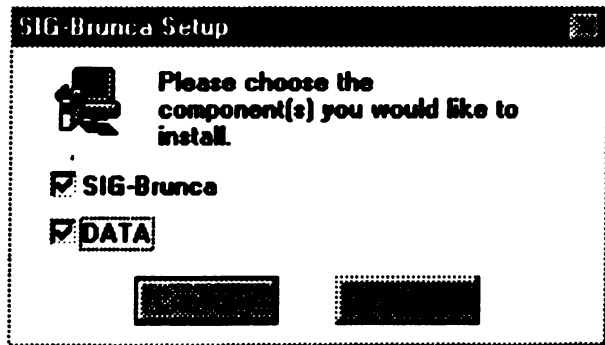 SIG-Brunca Setup
Please choose the
component(s) you would like to
install.
SIG-Brunca
DATA